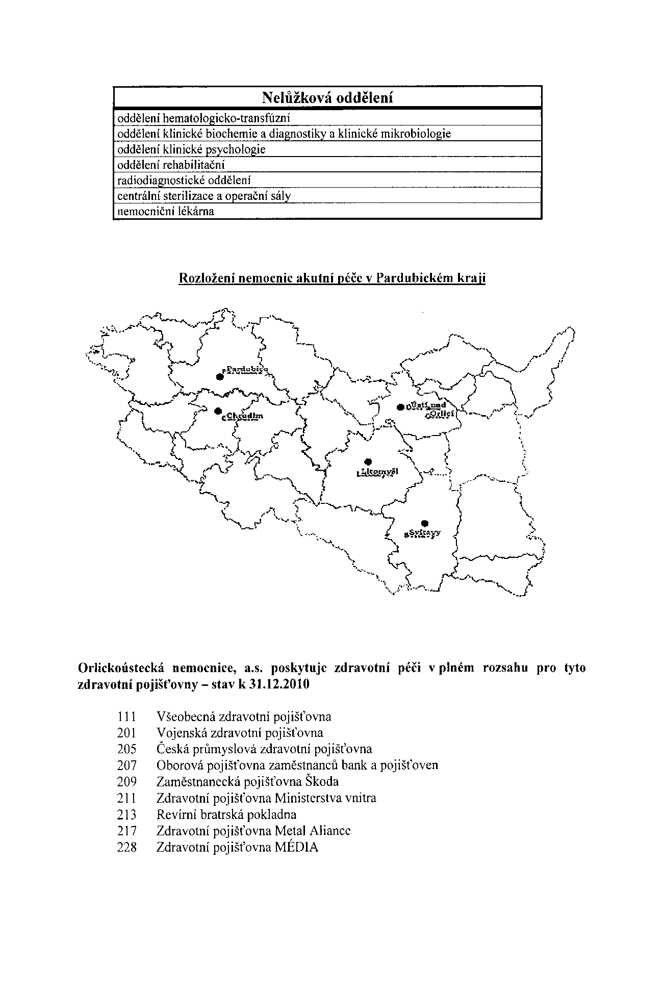 Nelůžková oddělení
oddělení hematologicko-transfúzní
oddělení klinické biochemie a diagnostiky a klinické mikrobiologie
oddělení klinické psychologie
oddělení rehabilitační
radiodiagnostické oddělení
centrální sterilizace a operační sály
nemocniční lékárna
Rozložení nemocnic akutní péče v Pardubickém kraji
Pardubice
Chrudim
Ústí nad
Orlicí
Litomyšl
Svitavy
Orlickoústecká nemocnice, a.s. poskytuje zdravotní péči v plném rozsahu pro tyto
zdravotní pojišťovny – stav k 31.12.2010
111 Všeobecná zdravotní pojišťovna
201 Vojenská zdravotní pojišťovna
205 Česká průmyslová zdravotní pojišťovna
207 Oborová pojišťovna zaměstnanců bank a pojišťoven
209 Zaměstnanecká pojišťovna Škoda
211 Zdravotní pojišťovna Ministerstva vnitra
213 Revírní bratrská pokladna
217 Zdravotní pojišťovna Metal Aliance
228 Zdravotní pojišťovna MÉDIA